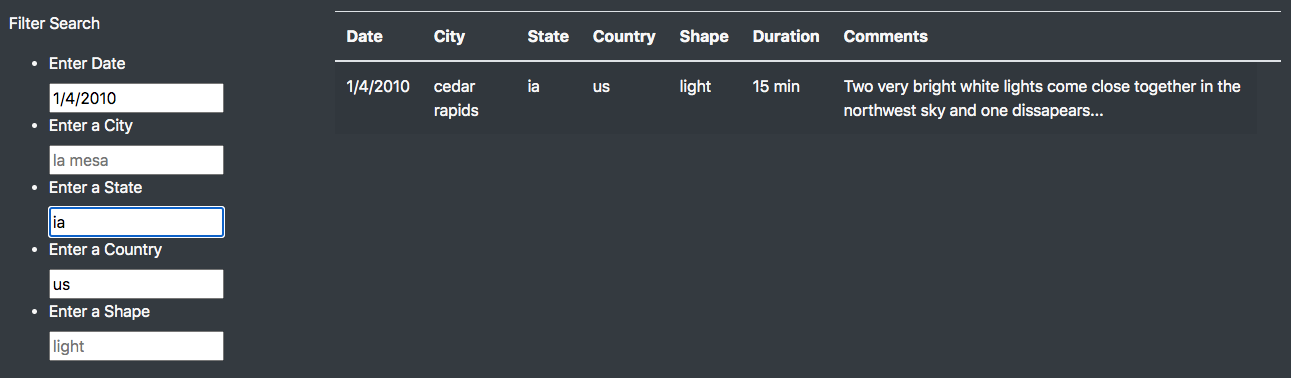 Filter Search
Enter Date
1/4/2010
Enter a City
la mesa
Enter a State
ia
Enter a Country
us
Enter a Shape
light
Date City State Country Shape Duration Comments
1/4/2010 cedar ia us light 15 min Two very bright white lights come close together in the
rapids northwest sky and one dissapears...